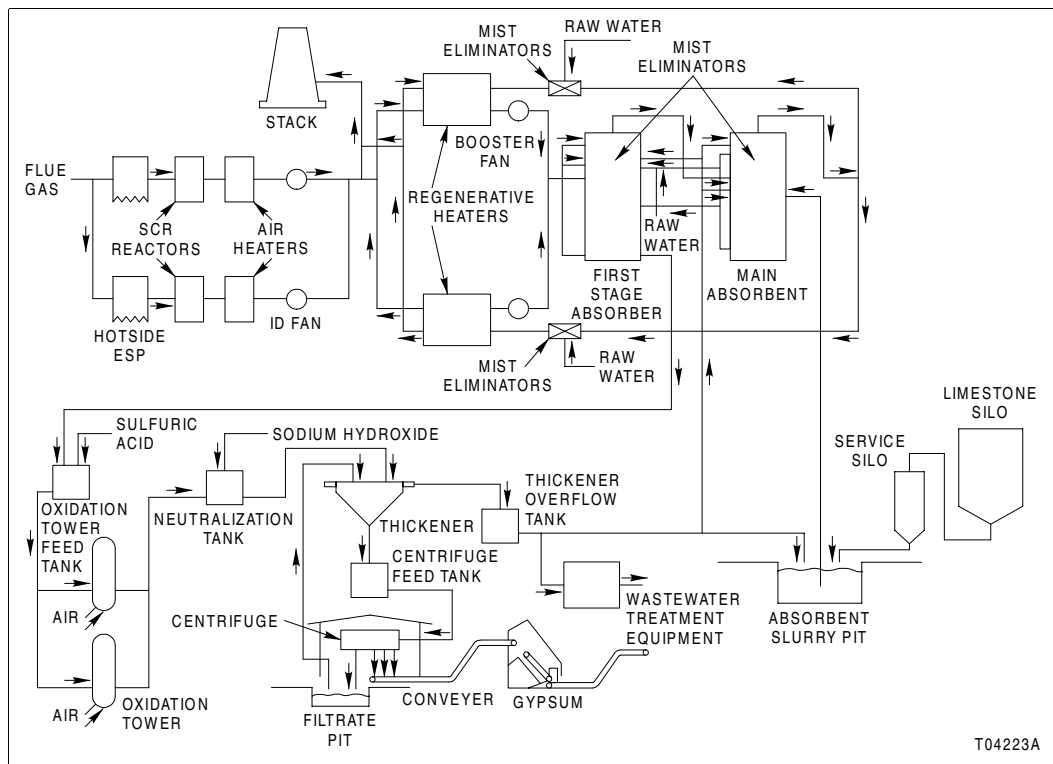 RAW WATER
MIST
ELIMINATORS
MIST
ELIMINATORS
STACK
BOOSTER
FAN
FLUE
GAS
REGENERATIVE
HEATERS
SCR
REACTORS
AIR
HEATERS
RAW
WATER
FIRST
STAGE
ABSORBER
MAIN
ABSORBENT
ID FAN
HOTSIDE
ESP
MIST
ELIMINATORS
RAW
WATER
LIMESTONE
SILO
SULFURIC
ACID
SODIUM HYDROXIDE
SERVICE
SILO
THICKENER
OVERFLOW
TANK
OXIDATION
TOWER
FEED
TANK
NEUTRALIZATION
TANK
THICKENER
CENTRIFUGE
FEED TANK
AIR
CENTRIFUGE
WASTEWATER
TREATMENT
EQUIPMENT
ABSORBENT
SLURRY PIT
AIR
OXIDATION
TOWER
CONVEYER
GYPSUM
FILTRATE
PIT
T04223A